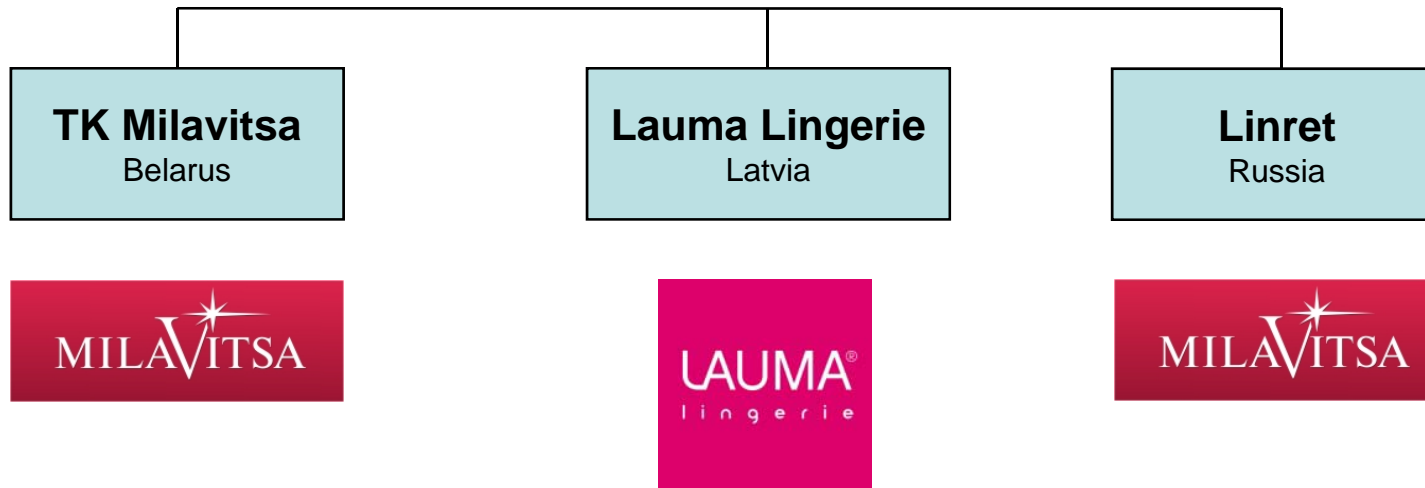 TK Milavitsa
Belarus
Lauma Lingerie
Latvia
Linret
Russia
MILAVITSA
LAUMA®
lingerie
MILAVITSA